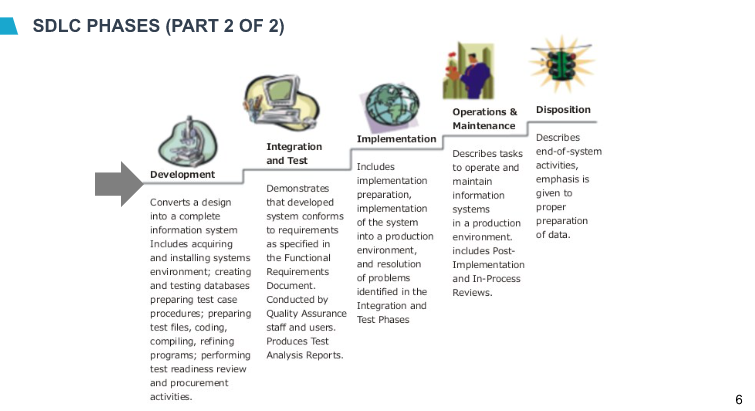 SDLC PHASES (PART 2 OF 2)
Development
Converts a design
into a complete
information system
Includes acquiring
and installing systems
environment; creating
and testing databases
preparing test case
procedures; preparing
test files, coding,
compiling, refining
programs; performing
test readiness review
and procurement
activities.
Integration
and Test
Demonstrates
that developed
system conforms
to requirements
as specified in
the Functional
Requirements
Document.
Conducted by
Quality Assurance
staff and users.
Produces Test
Analysis Reports.
Implementation
Includes
implementation
preparation,
implementation
of the system
into a production
environment,
and resolution
of problems
identified in the
Integration and
Test Phases
Operations &
Maintenance
Describes tasks
to operate and
maintain
information
systems
in a production
environment.
includes Post-
Implementation
and In-Process
Reviews.
Disposition
Describes
end-of-system
activities,
emphasis is
given to
proper
preparation
of data.
6